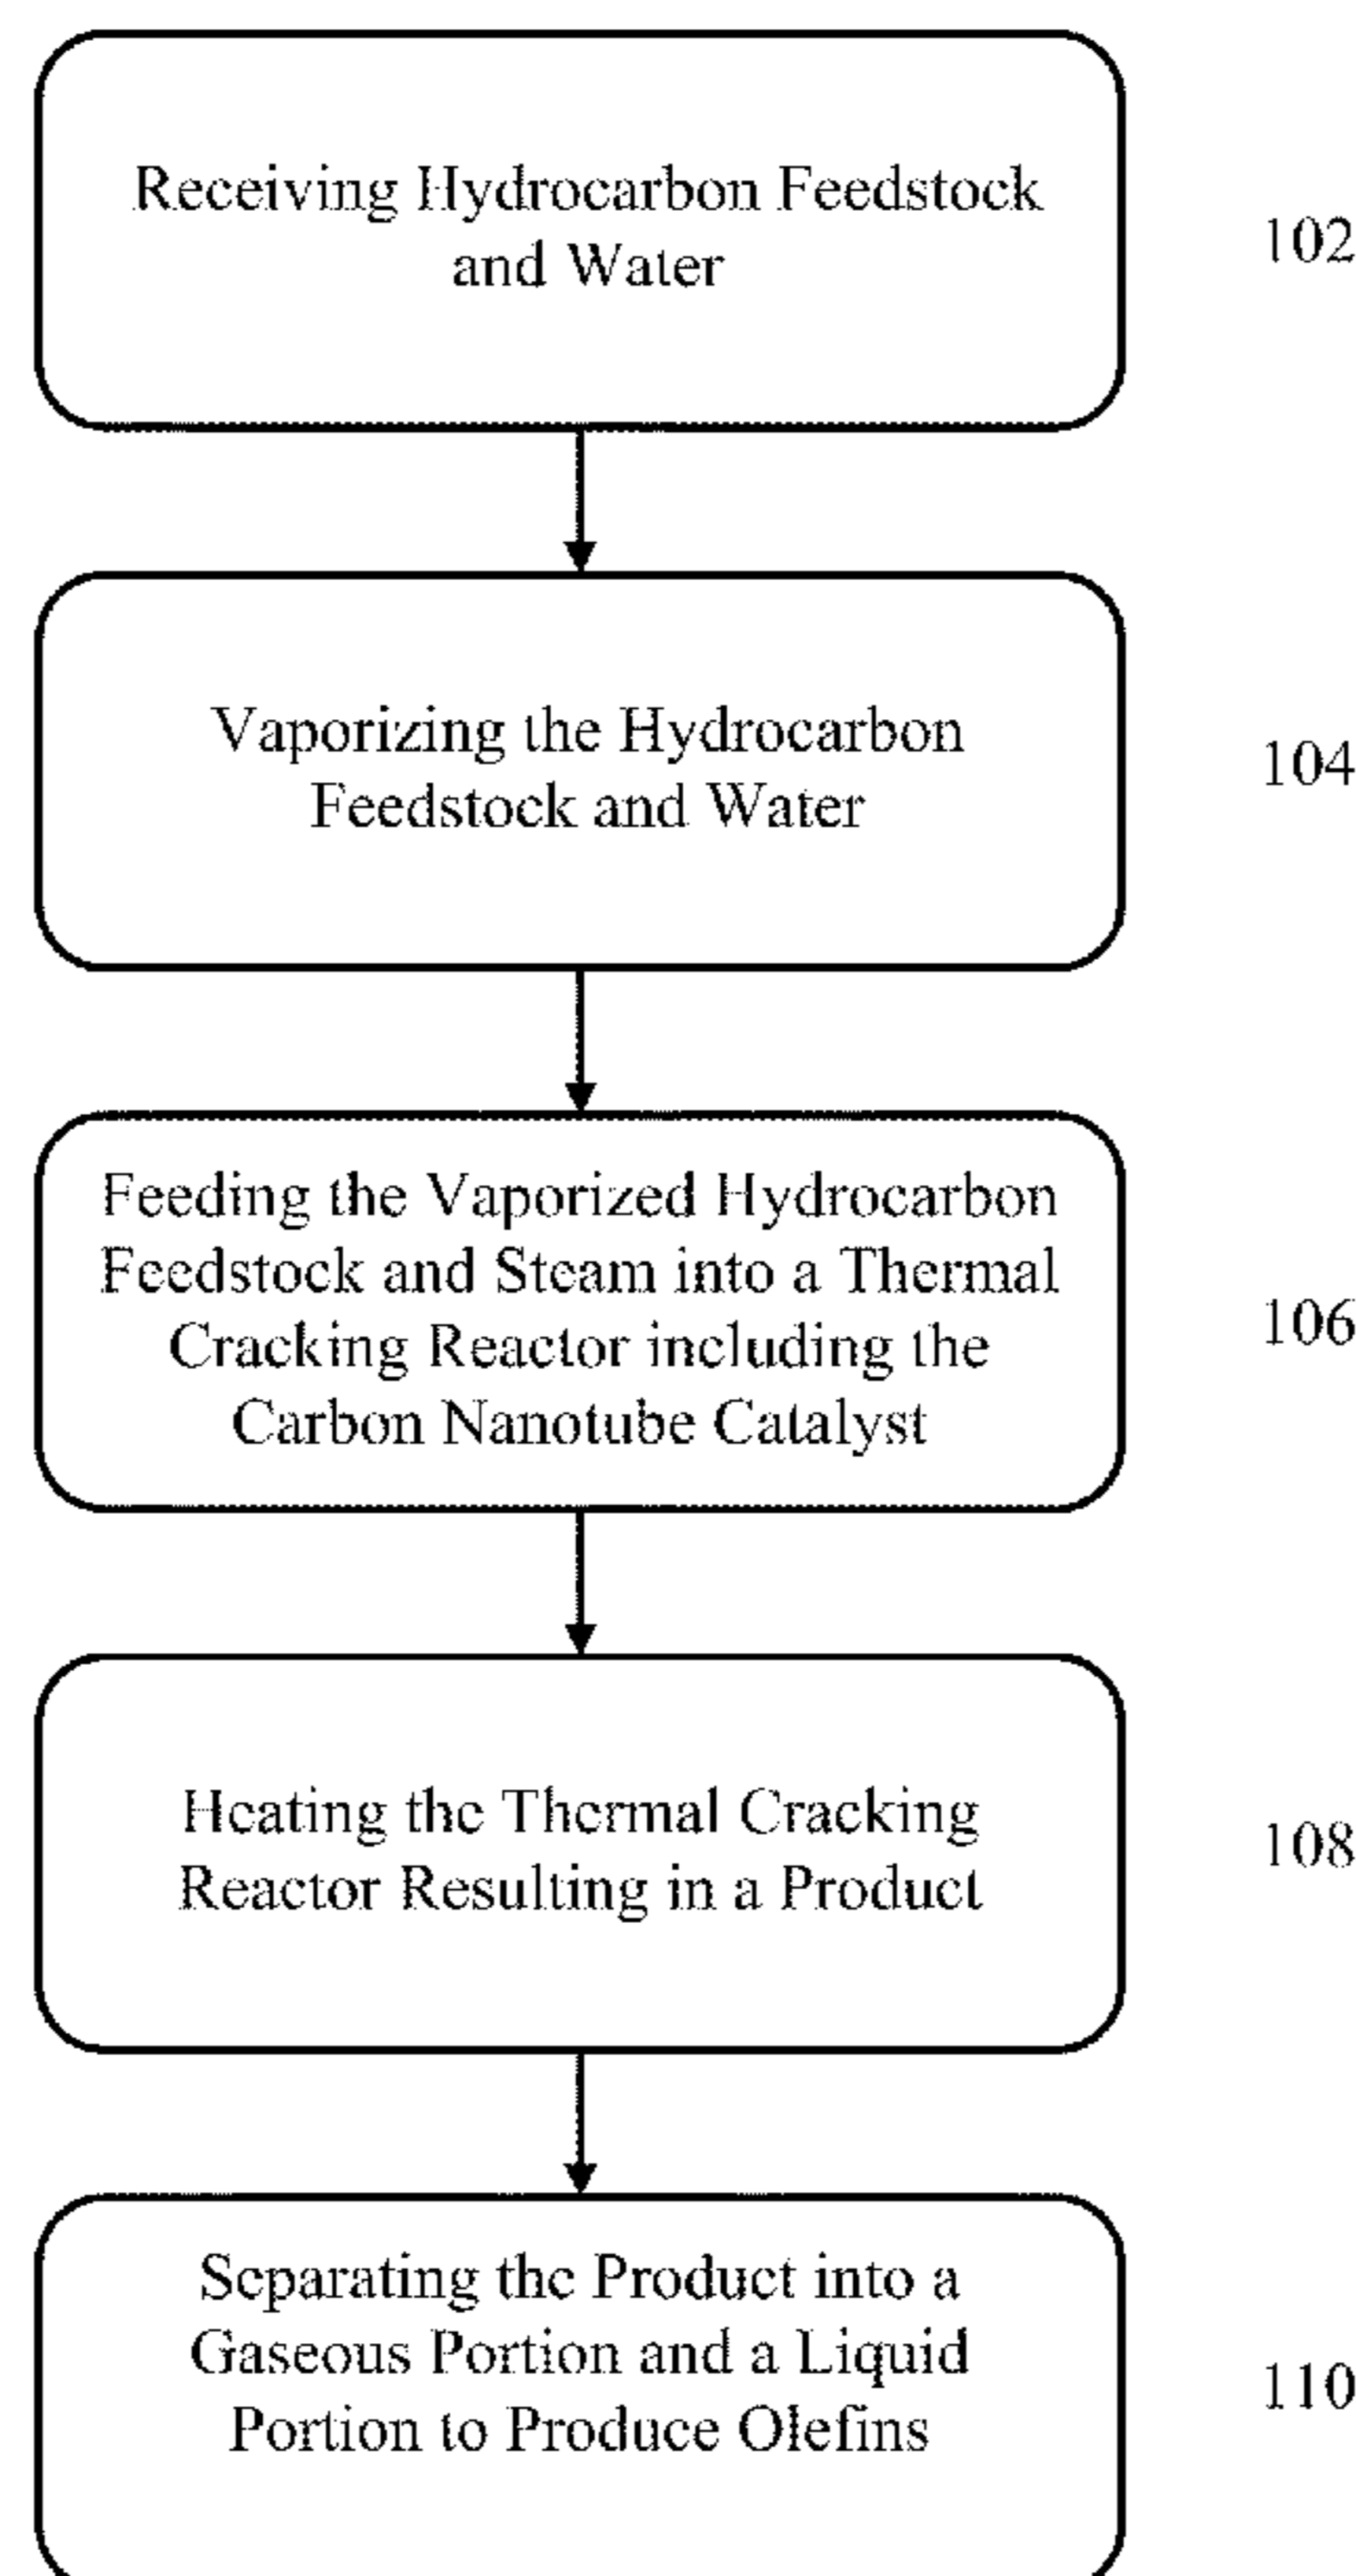 Receiving Hydrocarbon Feedstock
and Water
102
Vaporizing the Hydrocarbon
Feedstock and Water
104
Feeding the Vaporized Hydrocarbon
Feedstock and Steam into a Thermal
Cracking Reactor including the
Carbon Nanotube Catalyst
106
Heating the Thermal Cracking
Reactor Resulting in a Product
108
Separating the Product into a
Gaseous Portion and a Liquid
Portion to Produce Olefins
110